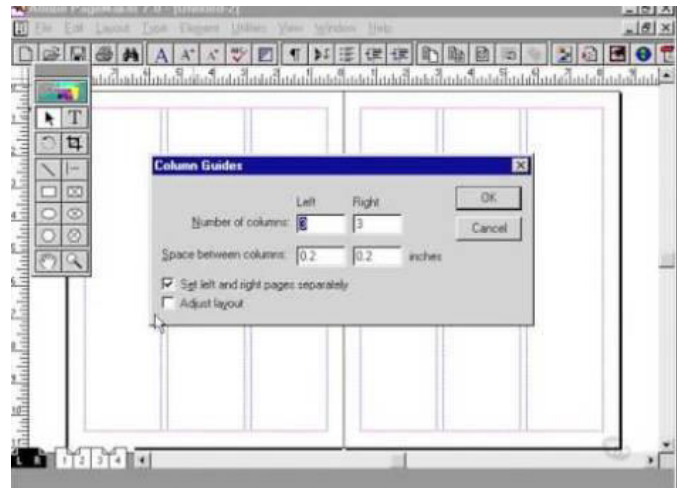 Adobe PageMaker 7.0 - [Untitled-2]
File Edit Layout Type Element Utilities View Window Help
Column Guides
Left Right
OK
Number of columns: 3 3
Cancel
Space between columns: 0.2 0.2 inches
Set left and right pages separately
Adjust layout
L R 1 2 3 4